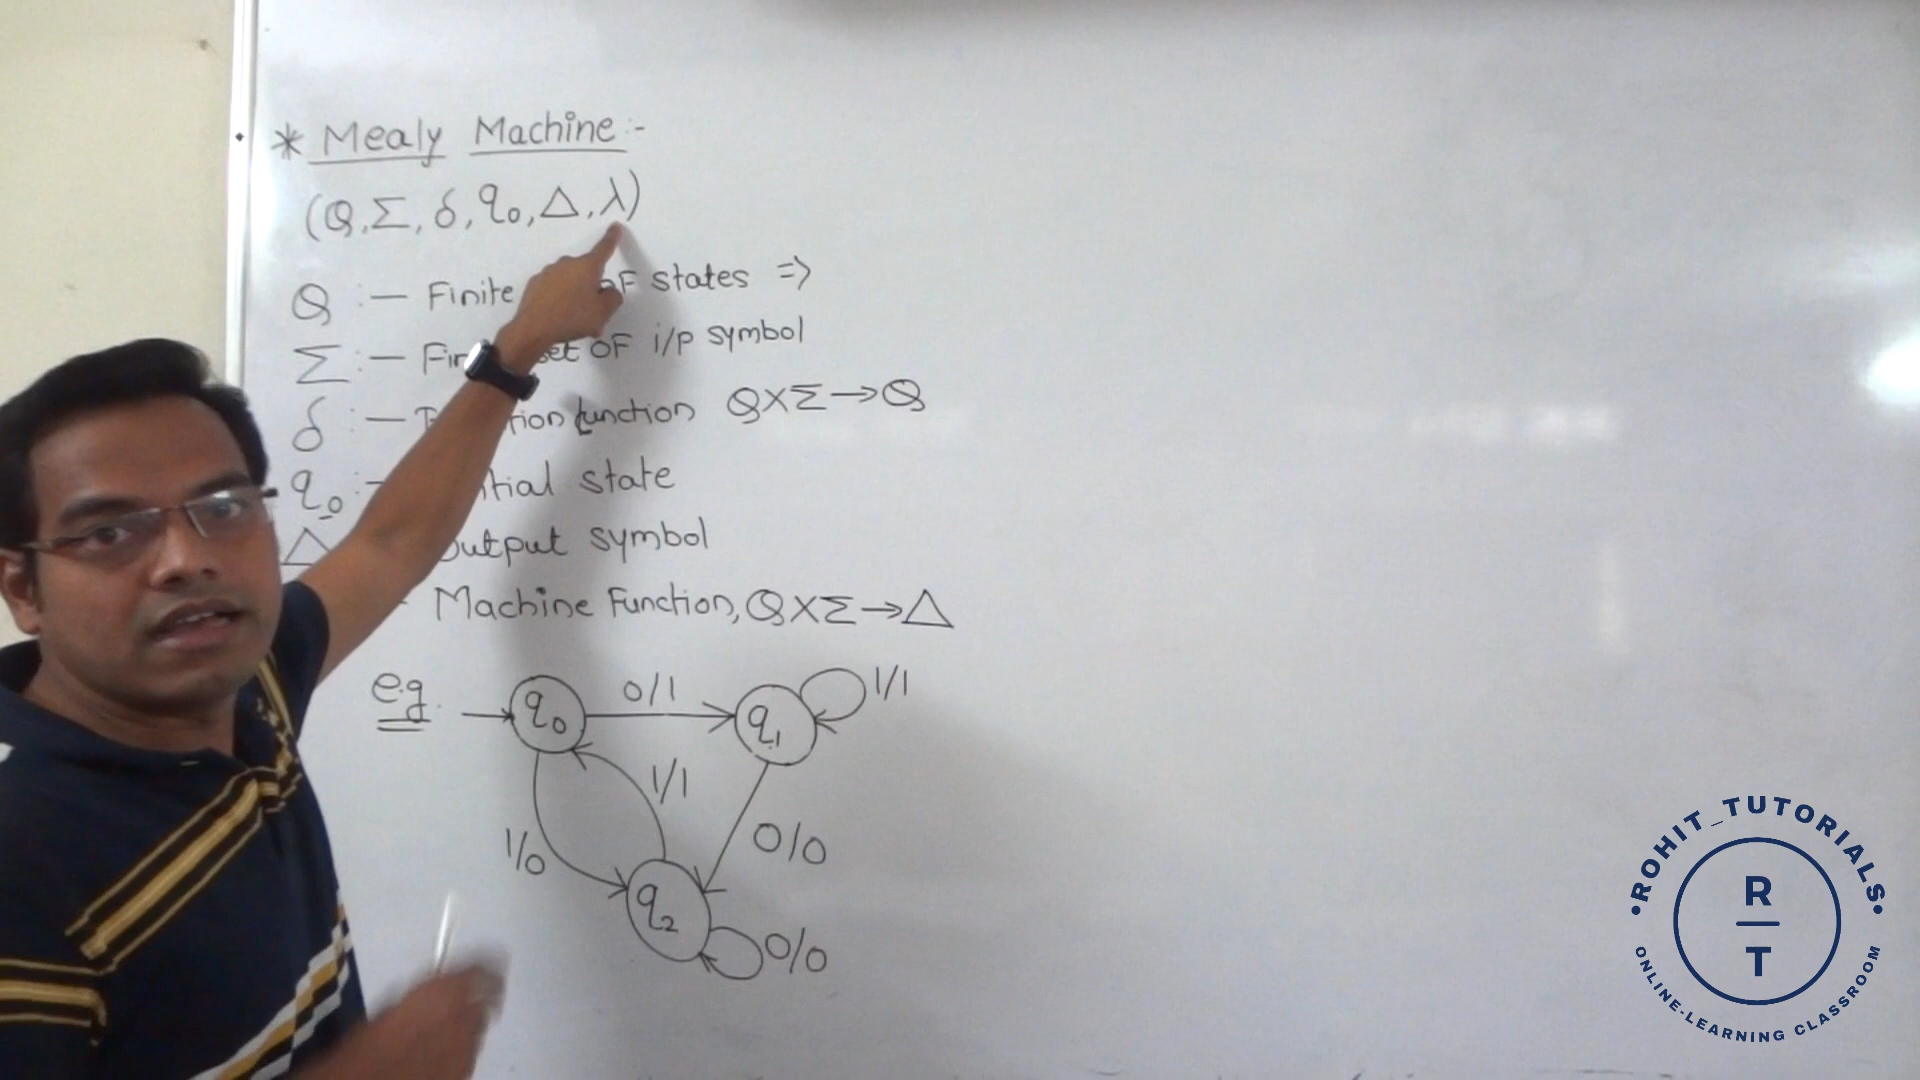 * Mealy Machine :-
(Q, Σ, δ, q0, Δ, λ)
Q :— Finite of states =>
Σ :— set of i/p symbol
δ :— function Q×Σ→Q
q0 :- state
Δ output symbol
- Machine Function, Q×Σ→Δ
e.g.
q0 0/1 q1 1/1
1/1
1/0 0/0
q2 0/0
ROHIT_TUTORIALS
R
T
ONLINE-LEARNING CLASSROOM